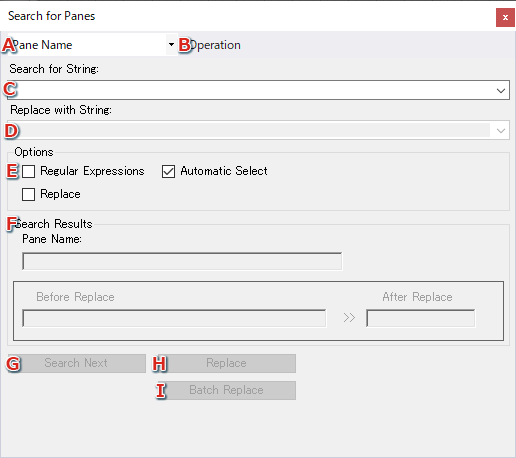 Search for Panes
x
A Pane Name B Operation
Search for String:
C
Replace with String:
D
Options
E Regular Expressions Automatic Select
Replace
F Search Results
Pane Name:
Before Replace After Replace
>>
G Search Next H Replace
I Batch Replace